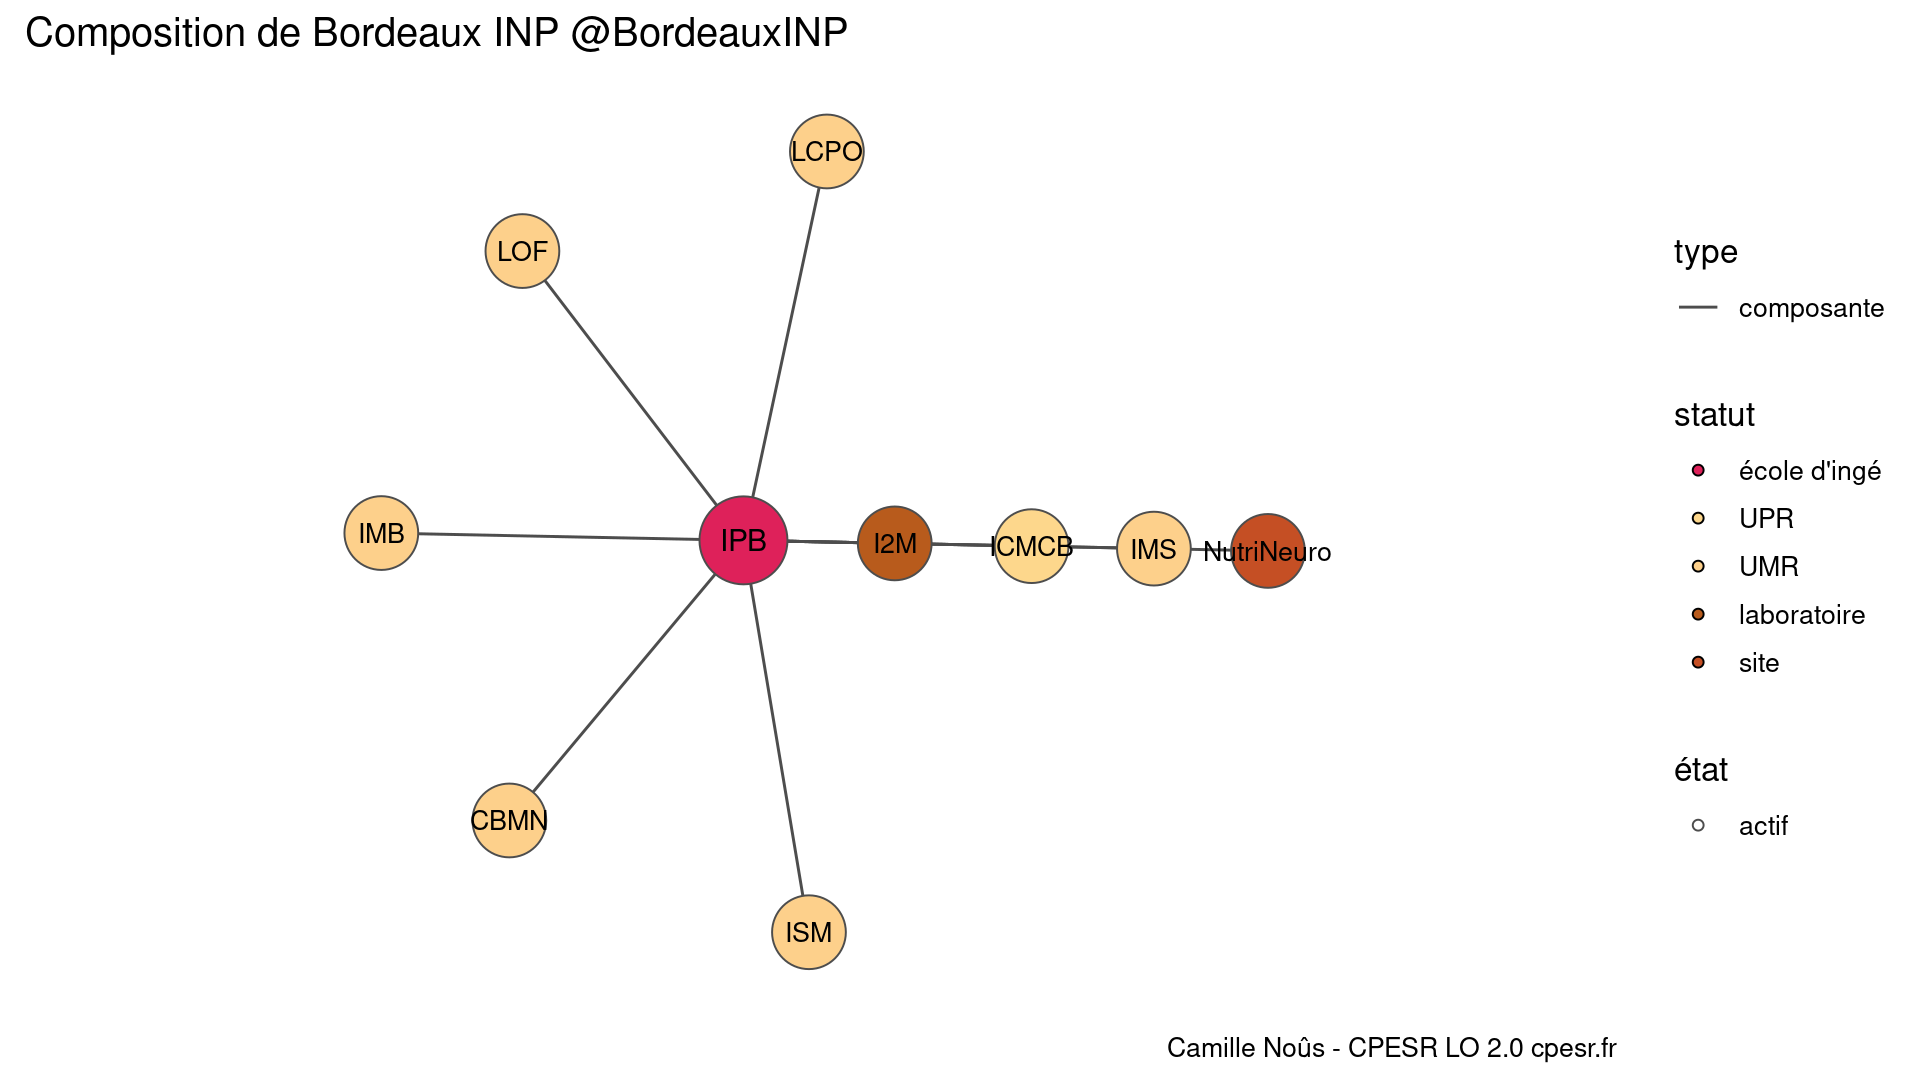 Composition de Bordeaux INP @BordeauxINP
LCPO
LOF
IMB
IPB
I2M
ICMCB
IMS
NutriNeuro
CBMN
ISM
type
composante
statut
école d'ingé
UPR
UMR
laboratoire
site
état
actif
Camille Noûs - CPESR LO 2.0 cpesr.fr